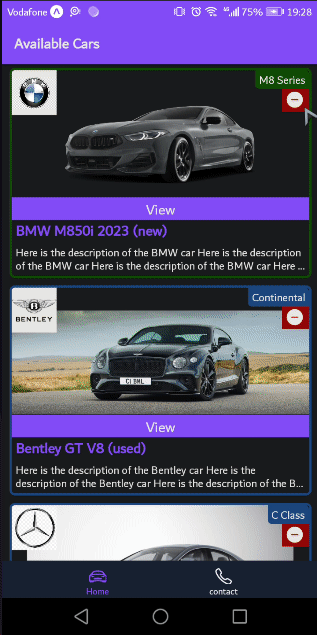 Vodafone 4G 75% 19:28
Available Cars
M8 Series
View
BMW M850i 2023 (new)
Here is the description of the BMW car Here is the description
of the BMW car Here is the description of the BMW car Here ...
Continental
BENTLEY
C1 BNL
View
Bentley GT V8 (used)
Here is the description of the Bentley car Here is the
description of the Bentley car Here is the description of the B...
C Class
Home
contact